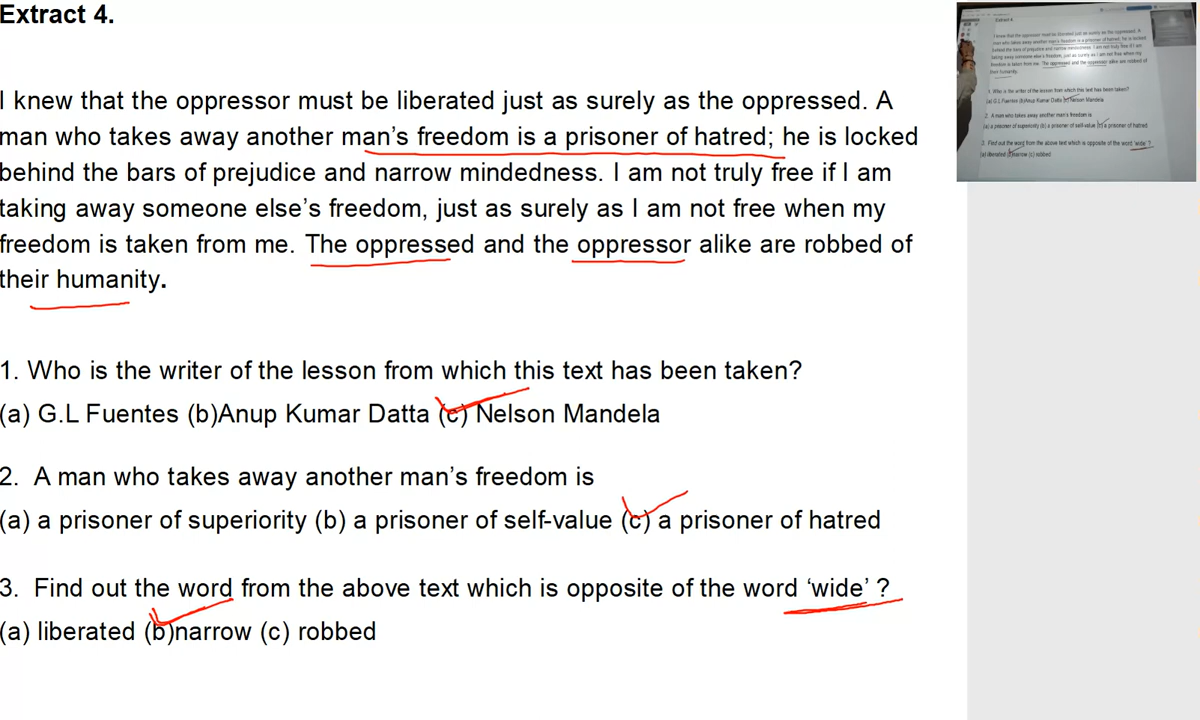 Extract 4.
I knew that the oppressor must be liberated just as surely as the oppressed. A
man who takes away another man’s freedom is a prisoner of hatred; he is locked
behind the bars of prejudice and narrow mindedness. I am not truly free if I am
taking away someone else’s freedom, just as surely as I am not free when my
freedom is taken from me. The oppressed and the oppressor alike are robbed of
their humanity.
1. Who is the writer of the lesson from which this text has been taken?
(a) G.L Fuentes (b)Anup Kumar Datta (c) Nelson Mandela
2. A man who takes away another man’s freedom is
(a) a prisoner of superiority (b) a prisoner of self-value (c) a prisoner of hatred
3. Find out the word from the above text which is opposite of the word ‘wide’ ?
(a) liberated (b)narrow (c) robbed